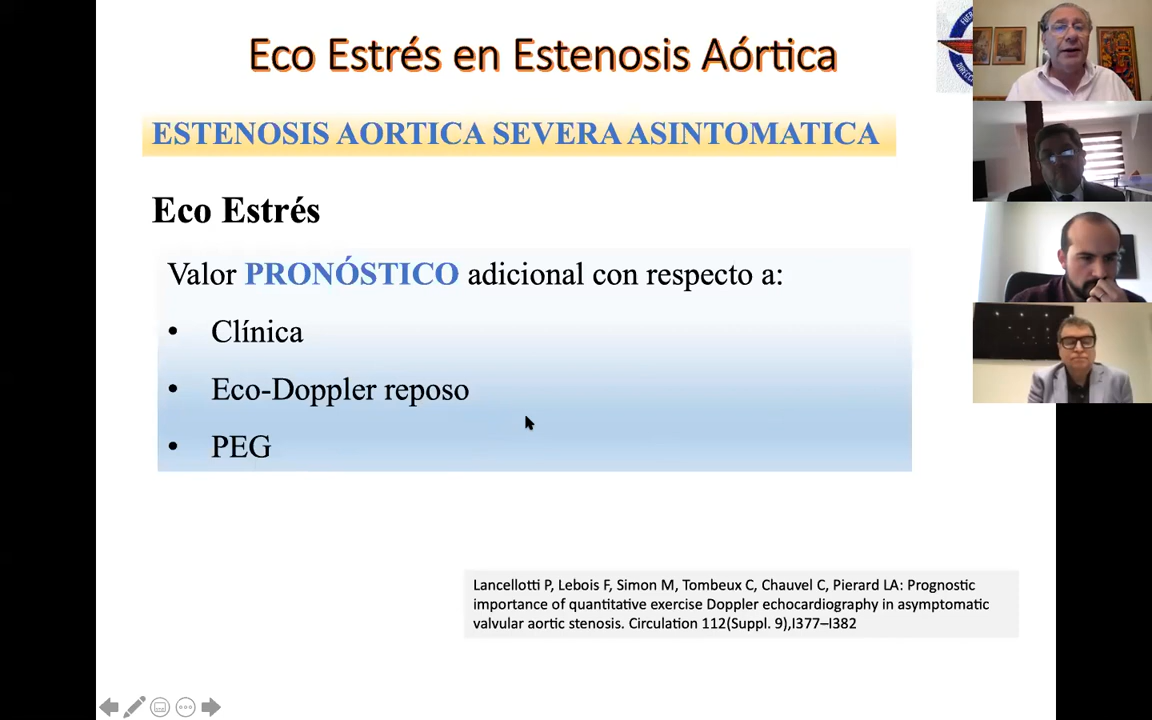 Eco Estrés en Estenosis Aórtica
ESTENOSIS AORTICA SEVERA ASINTOMATICA
Eco Estrés
Valor PRONÓSTICO adicional con respecto a:
• Clínica
• Eco-Doppler reposo
• PEG
Lancellotti P, Lebois F, Simon M, Tombeux C, Chauvel C, Pierard LA: Prognostic
importance of quantitative exercise Doppler echocardiography in asymptomatic
valvular aortic stenosis. Circulation 112(Suppl. 9),I377–I382